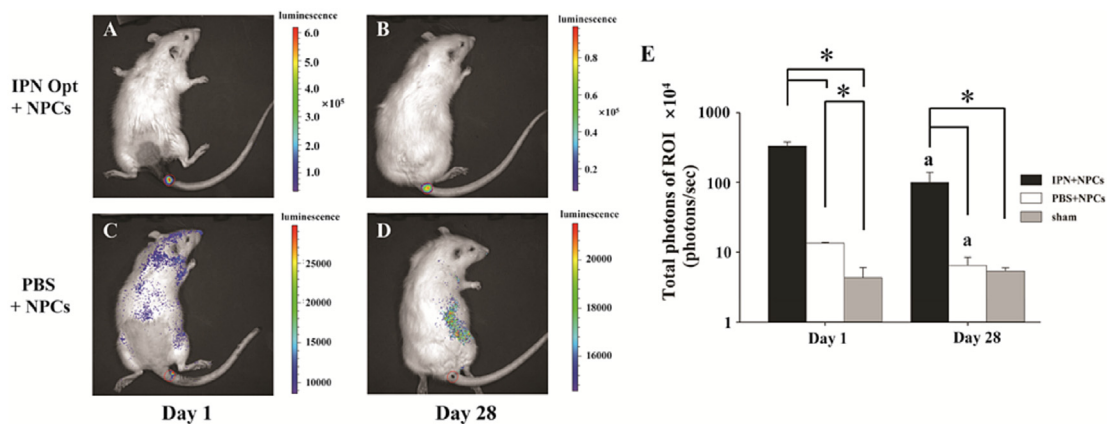 IPN Opt
+ NPCs
PBS
+ NPCs
A
luminescence
6.0
5.0
4.0
×10⁵
3.0
2.0
1.0
B
luminescence
0.8
0.6
×10⁵
0.4
0.2
C
luminescence
25000
20000
15000
10000
D
luminescence
20000
18000
16000
Day 1
Day 28
E
Total photons of ROI ×10⁴
(photons/sec)
1000
100
10
1
*
*
*
a
a
IPN+NPCs
PBS+NPCs
sham
Day 1
Day 28